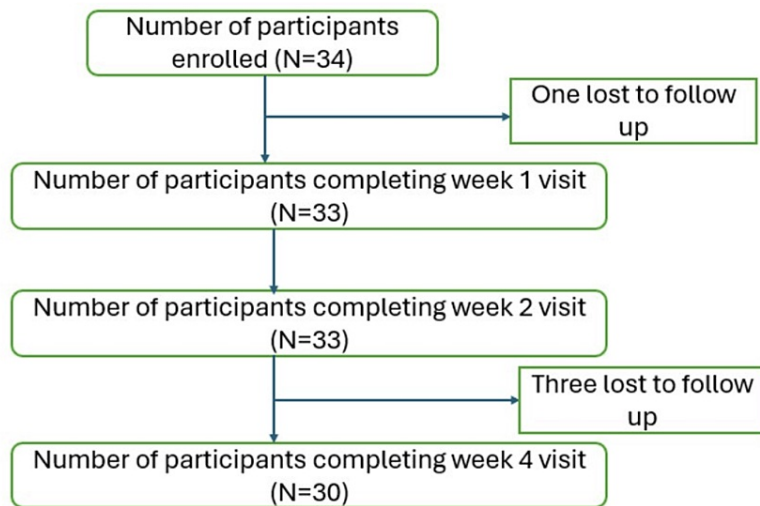 Number of participants
enrolled (N=34)
One lost to follow
up
Number of participants completing week 1 visit
(N=33)
Number of participants completing week 2 visit
(N=33)
Three lost to follow
up
Number of participants completing week 4 visit
(N=30)